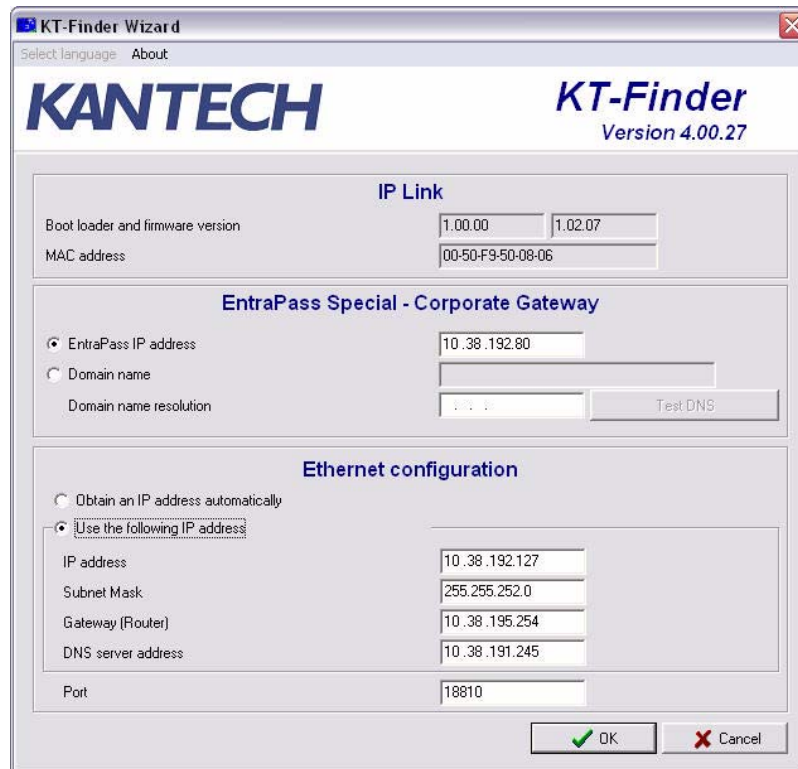 KT-Finder Wizard
Select language About
KANTECH
KT-Finder
Version 4.00.27
IP Link
Boot loader and firmware version 1.00.00 1.02.07
MAC address 00-50-F9-50-08-06
EntraPass Special - Corporate Gateway
EntraPass IP address 10 .38 .192.80
Domain name
Domain name resolution . . . Test DNS
Ethernet configuration
Obtain an IP address automatically
Use the following IP address
IP address 10 .38 .192.127
Subnet Mask 255.255.252.0
Gateway (Router) 10 .38 .195.254
DNS server address 10 .38 .191.245
Port 18810
OK Cancel